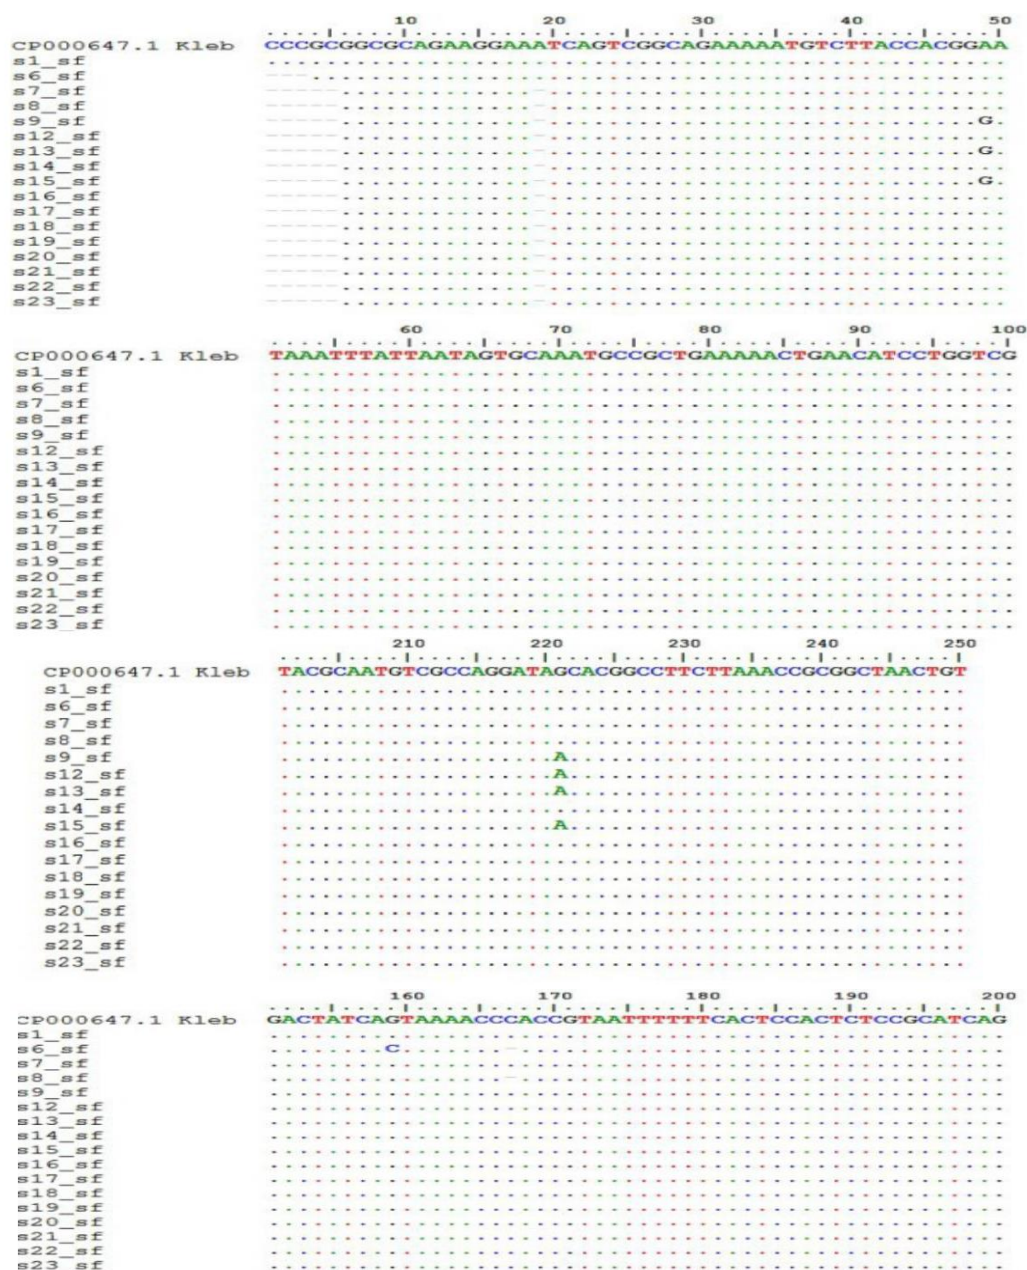 10 20 30 40 50
CP000647.1 Kleb CCCGCGGCGCAGAAGGAAATCAGTCGGCAGAAAAATGTCTTACCACGGAA
s1_sf
s6_sf
s7_sf
s8_sf
s9_sf G
s12_sf
s13_sf G
s14_sf
s15_sf G
s16_sf
s17_sf
s18_sf
s19_sf
s20_sf
s21_sf
s22_sf
s23_sf
60 70 80 90 100
CP000647.1 Kleb TAAATTTATTAATAGTGCAAATGCCGCTGAAAAACTGAACATCCTGGTCG
s1_sf
s6_sf
s7_sf
s8_sf
s9_sf
s12_sf
s13_sf
s14_sf
s15_sf
s16_sf
s17_sf
s18_sf
s19_sf
s20_sf
s21_sf
s22_sf
s23_sf
210 220 230 240 250
CP000647.1 Kleb TACGCAATGTCGCCAGGATAGCACGGCCTTCTTAAACCGCGGCTAACTGT
s1_sf
s6_sf
s7_sf
s8_sf
s9_sf A
s12_sf A
s13_sf A
s14_sf
s15_sf A
s16_sf
s17_sf
s18_sf
s19_sf
s20_sf
s21_sf
s22_sf
s23_sf
160 170 180 190 200
CP000647.1 Kleb GACTATCAGTAAAACCCACCGTAATTTTTTCACTCCACTCTCCGCATCAG
s1_sf
s6_sf C
s7_sf
s8_sf
s9_sf
s12_sf
s13_sf
s14_sf
s15_sf
s16_sf
s17_sf
s18_sf
s19_sf
s20_sf
s21_sf
s22_sf
s23_sf